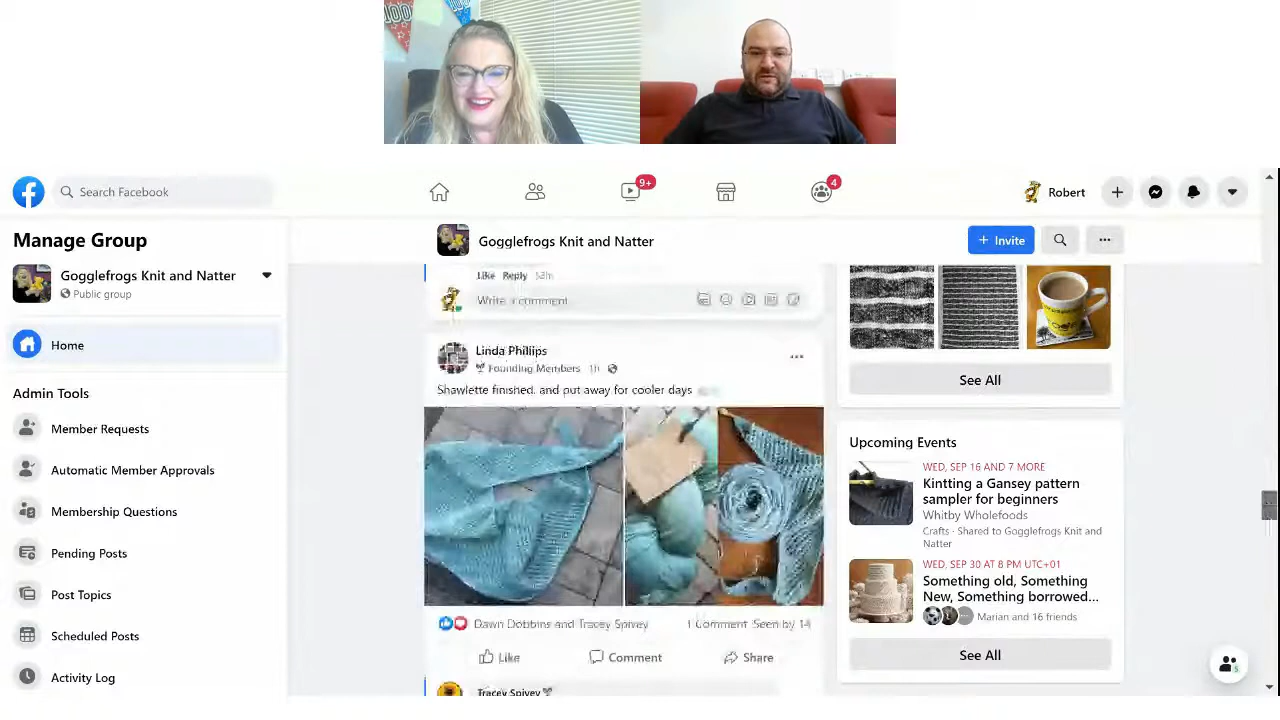 100
100
Search Facebook
9+
4
Robert
Manage Group
Gogglefrogs Knit and Natter
Public group
Home
Admin Tools
Member Requests
Automatic Member Approvals
Membership Questions
Pending Posts
Post Topics
Scheduled Posts
Activity Log
Gogglefrogs Knit and Natter
+ Invite
Like Reply
Write a comment
Linda Phillips
Founding Members 1h
Shawlette finished, and put away for cooler days
Dawn Dobbins and Tracey Spivey
1 Comment Seen by 14
Like
Comment
Share
Tracey Spivey
See All
Upcoming Events
WED, SEP 16 AND 7 MORE
Kintting a Gansey pattern
sampler for beginners
Whitby Wholefoods
Crafts · Shared to Gogglefrogs Knit and
Natter
WED, SEP 30 AT 8 PM UTC+01
Something old, Something
New, Something borrowed...
Marian and 16 friends
See All
5